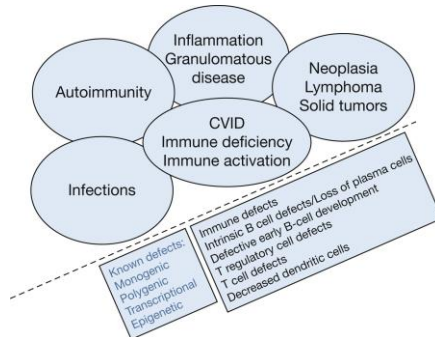 Inflammation
Granulomatous
disease
Autoimmunity
Neoplasia
Lymphoma
Solid tumors
CVID
Immune deficiency
Immune activation
Infections
Known defects:
Monogenic
Polygenic
Transcriptional
Epigenetic
Immune defects
Intrinsic B cell defects/Loss of plasma cells
Defective early B-cell development
T regulatory cell defects
T cell defects
Decreased dendritic cells